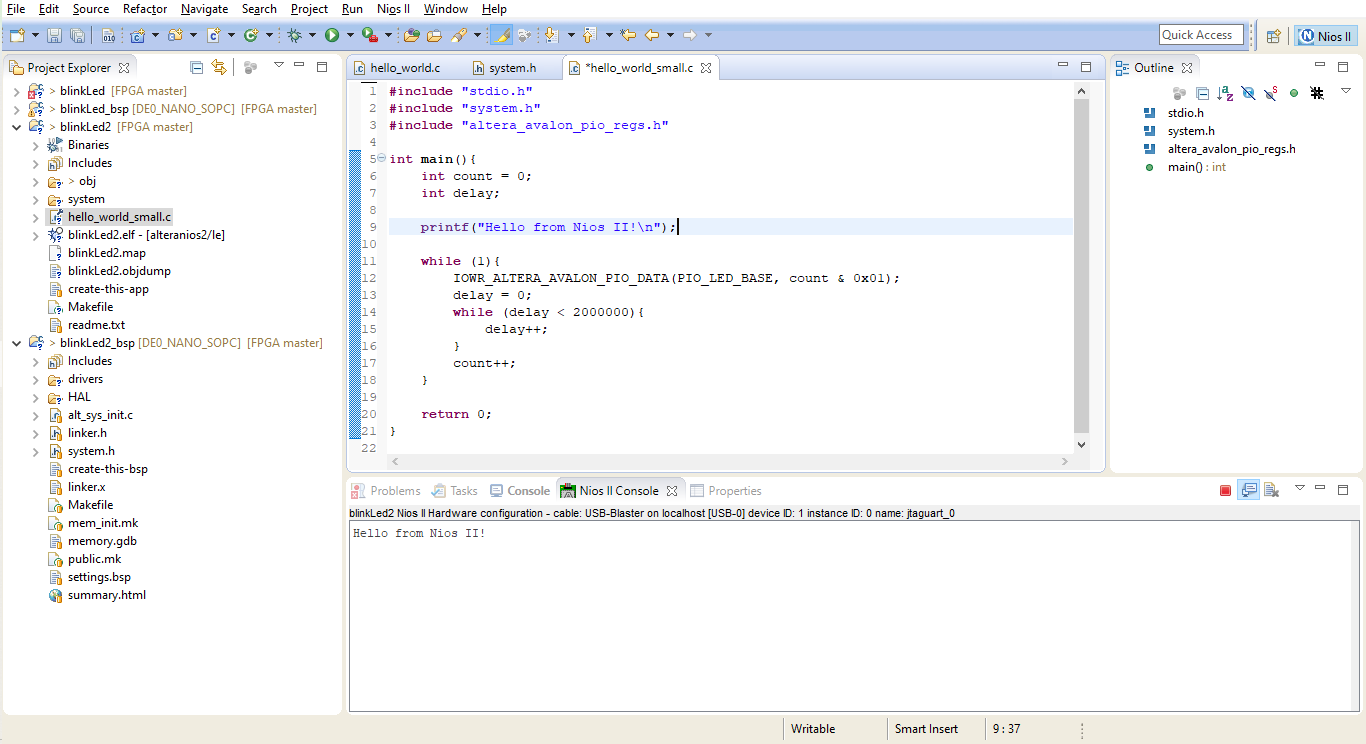 File Edit Source Refactor Navigate Search Project Run Nios II Window Help
Quick Access
Nios II
Project Explorer
> blinkLed [FPGA master]
> blinkLed_bsp [DE0_NANO_SOPC] [FPGA master]
> blinkLed2 [FPGA master]
Binaries
Includes
> obj
system
hello_world_small.c
blinkLed2.elf - [alteranios2/le]
blinkLed2.map
blinkLed2.objdump
create-this-app
Makefile
readme.txt
> blinkLed2_bsp [DE0_NANO_SOPC] [FPGA master]
Includes
drivers
HAL
alt_sys_init.c
linker.h
system.h
create-this-bsp
linker.x
Makefile
mem_init.mk
memory.gdb
public.mk
settings.bsp
summary.html
hello_world.c system.h *hello_world_small.c
1 #include "stdio.h"
2 #include "system.h"
3 #include "altera_avalon_pio_regs.h"
4
5 int main(){
6 int count = 0;
7 int delay;
8
9 printf("Hello from Nios II!\n");
10
11 while (1){
12 IOWR_ALTERA_AVALON_PIO_DATA(PIO_LED_BASE, count & 0x01);
13 delay = 0;
14 while (delay < 2000000){
15 delay++;
16 }
17 count++;
18 }
19
20 return 0;
21 }
22
Outline
stdio.h
system.h
altera_avalon_pio_regs.h
main() : int
Problems Tasks Console Nios II Console Properties
blinkLed2 Nios II Hardware configuration - cable: USB-Blaster on localhost [USB-0] device ID: 1 instance ID: 0 name: jtaguart_0
Hello from Nios II!
Writable Smart Insert 9 : 37